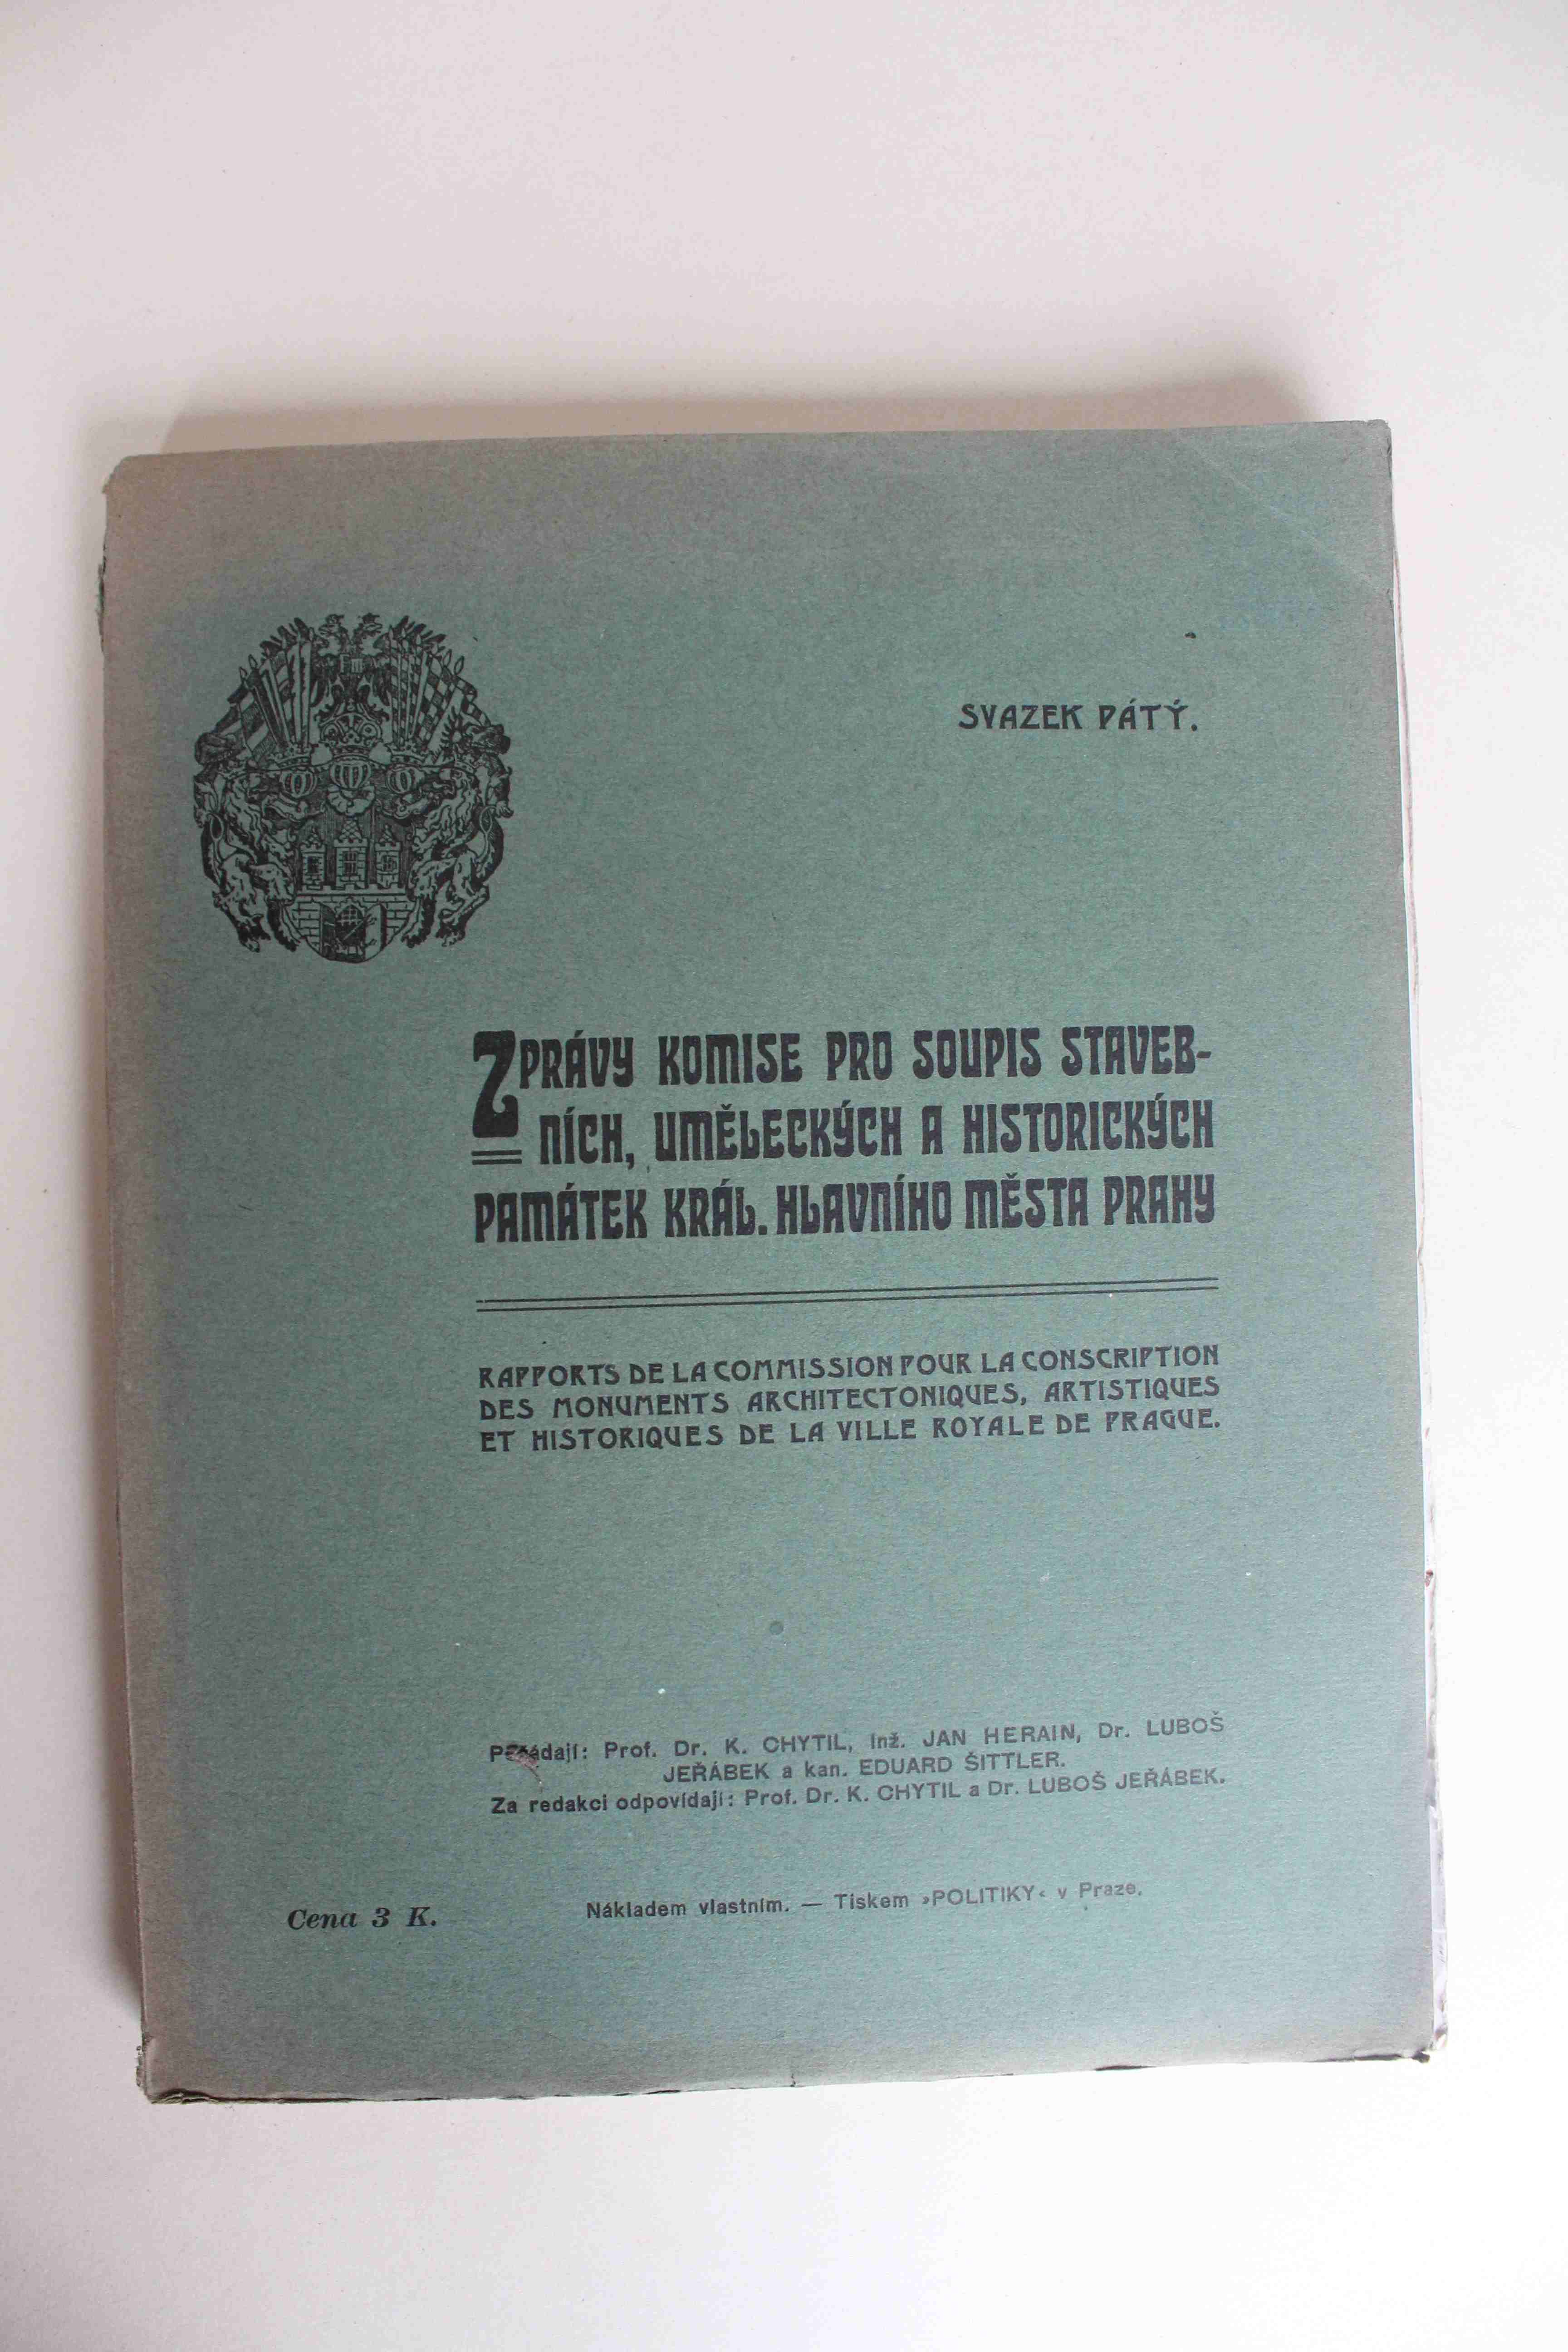 SVAZEK PÁTÝ.
ZPRÁVY KOMISE PRO SOUPIS STAVEB-
NÍCH, UMĚLECKÝCH A HISTORICKÝCH
PAMÁTEK KRÁL. HLAVNÍHO MĚSTA PRAHY
RAPPORTS DE LA COMMISSION POUR LA CONSCRIPTION
DES MONUMENTS ARCHITECTONIQUES, ARTISTIQUES
ET HISTORIQUES DE LA VILLE ROYALE DE PRAGUE.
Pořádají: Prof. Dr. K. CHYTIL, Inž. JAN HERAIN, Dr. LUBOŠ
JEŘÁBEK a kan. EDUARD ŠITTLER.
Za redakci odpovídají: Prof. Dr. K. CHYTIL a Dr. LUBOŠ JEŘÁBEK.
Nákladem vlastním. — Tiskem »POLITIKY« v Praze.
Cena 3 K.